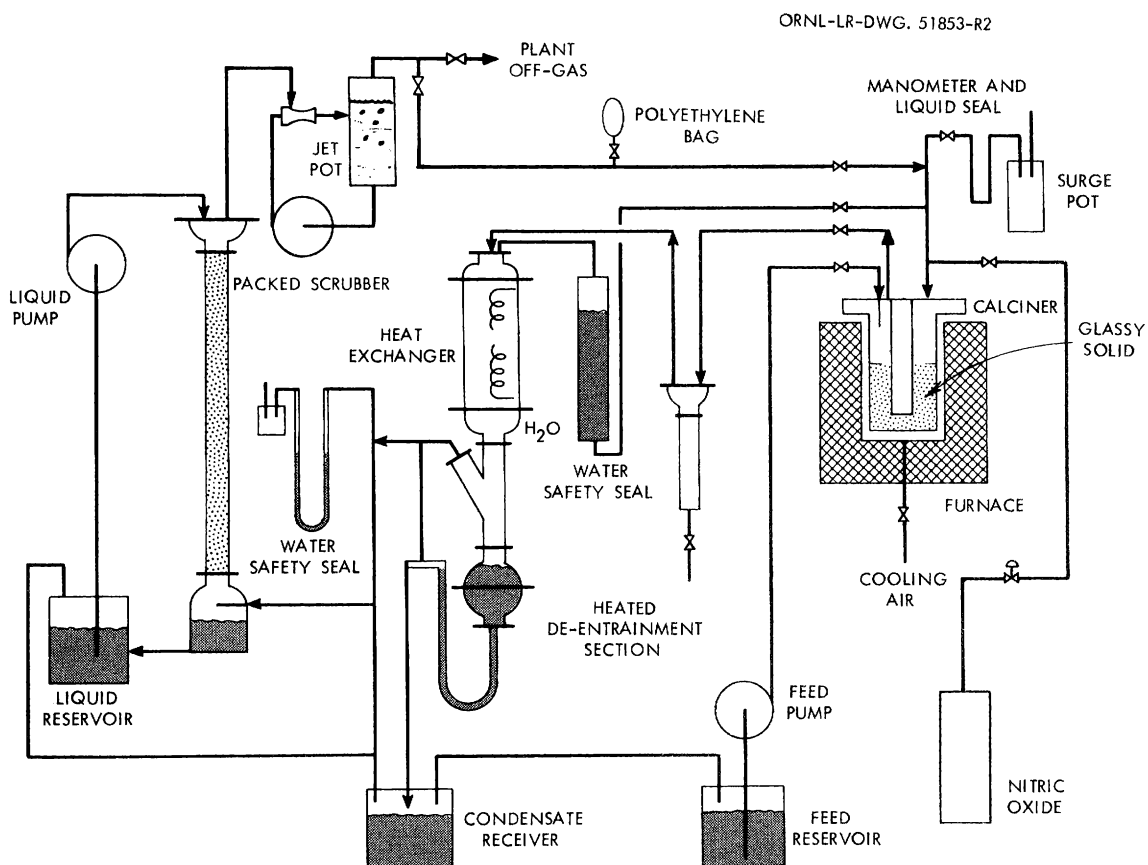 ORNL-LR-DWG. 51853-R2
PLANT
OFF-GAS
MANOMETER AND
LIQUID SEAL
POLYETHYLENE
BAG
JET
POT
SURGE
POT
LIQUID
PUMP
PACKED SCRUBBER
CALCINER
HEAT
EXCHANGER
GLASSY
SOLID
H2O
WATER
SAFETY SEAL
FURNACE
WATER
SAFETY SEAL
COOLING
AIR
HEATED
DE-ENTRAINMENT
SECTION
LIQUID
RESERVOIR
FEED
PUMP
NITRIC
OXIDE
CONDENSATE
RECEIVER
FEED
RESERVOIR